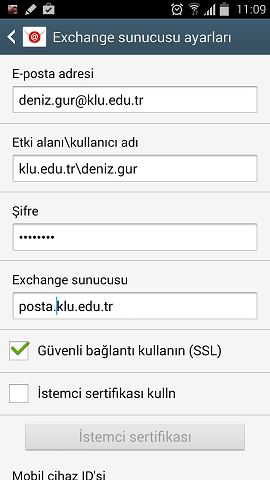 11:09
Exchange sunucusu ayarları
E-posta adresi
deniz.gur@klu.edu.tr
Etki alanı\kullanıcı adı
klu.edu.tr\deniz.gur
Şifre
••••••••
Exchange sunucusu
posta.klu.edu.tr
Güvenli bağlantı kullanın (SSL)
İstemci sertifikası kulln
İstemci sertifikası
Mobil cihaz ID'si